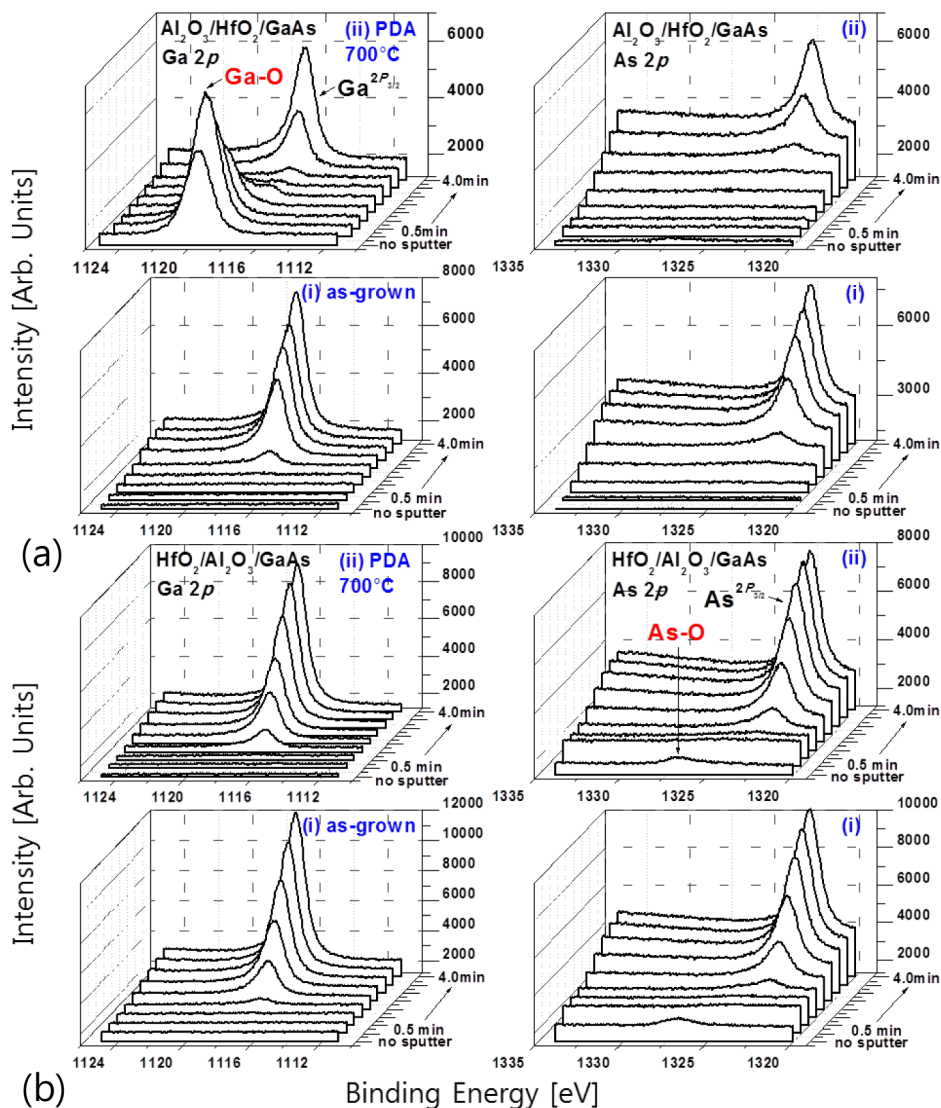 (a)
Intensity [Arb. Units]
Al2O3/HfO2/GaAs
Ga 2p
(ii) PDA
700°C
Ga-O
Ga 2P3/2
6000
4000
2000
4.0min
0.5min
no sputter
1124 1120 1116 1112
Al2O3/HfO2/GaAs
As 2p
(ii)
6000
4000
2000
4.0min
0.5min
no sputter
1335 1330 1325 1320
(i) as-grown
8000
6000
4000
2000
4.0min
0.5 min
no sputter
1124 1120 1116 1112
(i)
6000
3000
4.0min
0.5 min
no sputter
1335 1330 1325 1320
(b)
Intensity [Arb. Units]
HfO2/Al2O3/GaAs
Ga 2p
(ii) PDA
700°C
10000
8000
6000
4000
2000
4.0min
0.5 min
no sputter
1124 1120 1116 1112
HfO2/Al2O3/GaAs
As 2p
(ii)
As 2P3/2
As-O
8000
6000
4000
2000
4.0min
0.5 min
no sputter
1335 1330 1325 1320
(i) as-grown
12000
10000
8000
6000
4000
2000
4.0min
0.5 min
no sputter
1124 1120 1116 1112
(i)
10000
8000
6000
4000
2000
4.0min
0.5 min
no sputter
1335 1330 1325 1320
Binding Energy [eV]